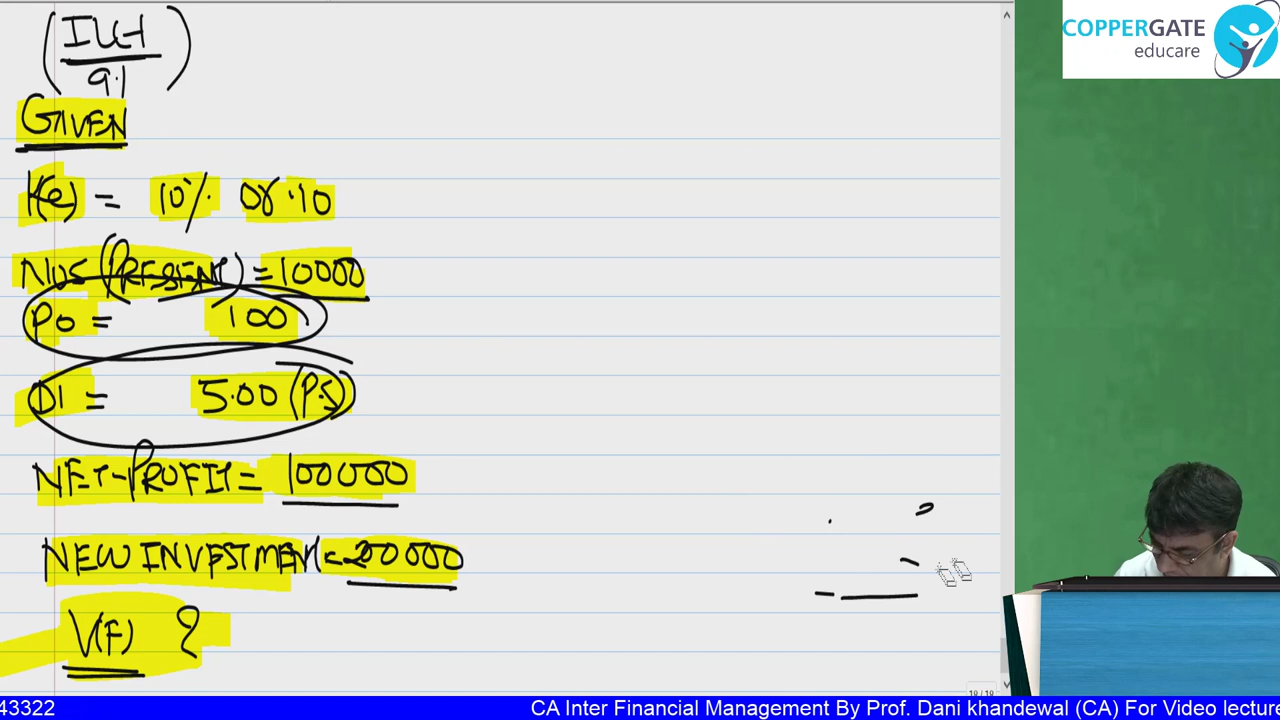 (ILL
9.1)
GIVEN
K(e) = 10% Or .10
NOS (PRESENT) = 10000
P0 = 100
D1 = 5.00 (P.S)
NET-PROFIT = 100000
NEW INVESTMENT = 200000
V(F) ?
COPPERGATE
educare
43322
CA Inter Financial Management By Prof. Dani khandewal (CA) For Video lecture